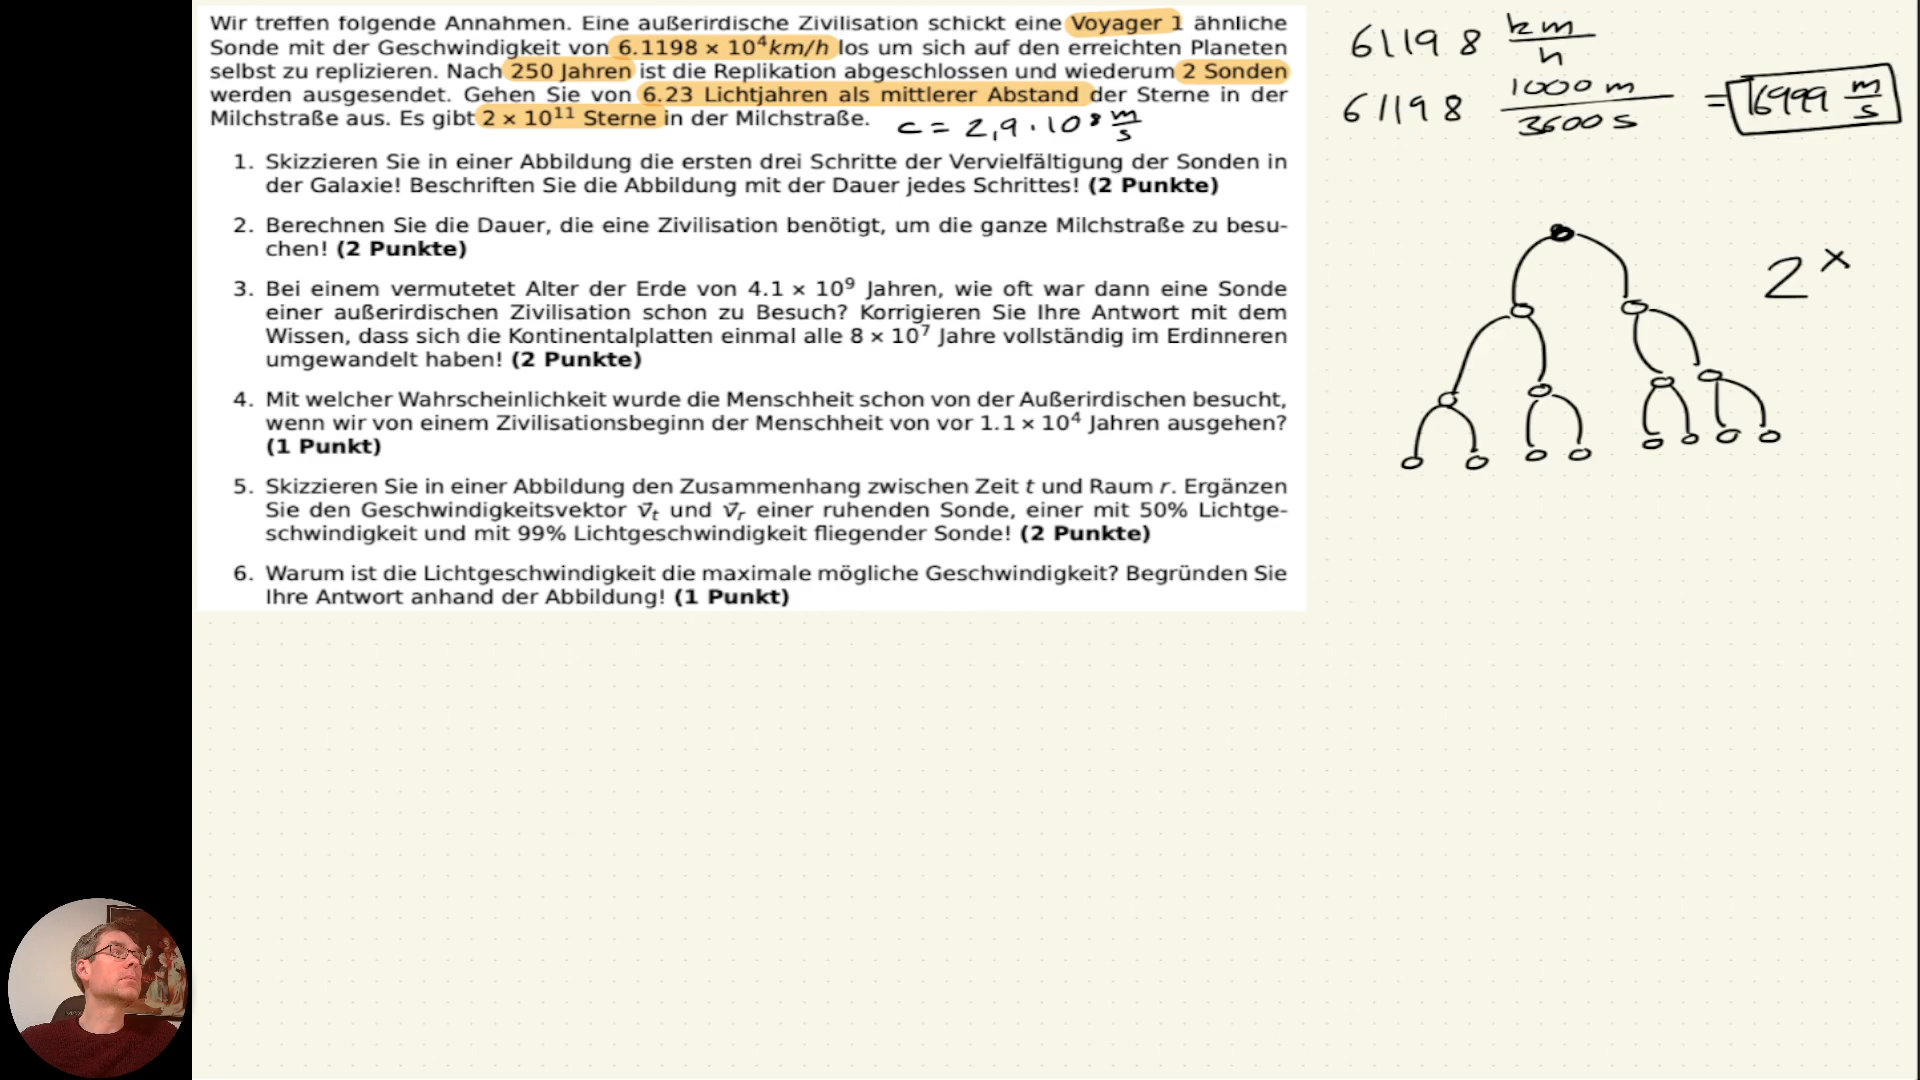 Wir treffen folgende Annahmen. Eine außerirdische Zivilisation schickt eine Voyager 1 ähnliche
Sonde mit der Geschwindigkeit von 6.1198 × 10⁴km/h los um sich auf den erreichten Planeten
selbst zu replizieren. Nach 250 Jahren ist die Replikation abgeschlossen und wiederum 2 Sonden
werden ausgesendet. Gehen Sie von 6.23 Lichtjahren als mittlerer Abstand der Sterne in der
Milchstraße aus. Es gibt 2 × 10¹¹ Sterne in der Milchstraße.
c = 2,9 · 10⁸ m/s
1. Skizzieren Sie in einer Abbildung die ersten drei Schritte der Vervielfältigung der Sonden in
der Galaxie! Beschriften Sie die Abbildung mit der Dauer jedes Schrittes! (2 Punkte)
2. Berechnen Sie die Dauer, die eine Zivilisation benötigt, um die ganze Milchstraße zu besu-
chen! (2 Punkte)
3. Bei einem vermutetet Alter der Erde von 4.1 × 10⁹ Jahren, wie oft war dann eine Sonde
einer außerirdischen Zivilisation schon zu Besuch? Korrigieren Sie Ihre Antwort mit dem
Wissen, dass sich die Kontinentalplatten einmal alle 8 × 10⁷ Jahre vollständig im Erdinneren
umgewandelt haben! (2 Punkte)
4. Mit welcher Wahrscheinlichkeit wurde die Menschheit schon von der Außerirdischen besucht,
wenn wir von einem Zivilisationsbeginn der Menschheit von vor 1.1 × 10⁴ Jahren ausgehen?
(1 Punkt)
5. Skizzieren Sie in einer Abbildung den Zusammenhang zwischen Zeit t und Raum r. Ergänzen
Sie den Geschwindigkeitsvektor v⃗ₜ und v⃗ᵣ einer ruhenden Sonde, einer mit 50% Lichtge-
schwindigkeit und mit 99% Lichtgeschwindigkeit fliegender Sonde! (2 Punkte)
6. Warum ist die Lichtgeschwindigkeit die maximale mögliche Geschwindigkeit? Begründen Sie
Ihre Antwort anhand der Abbildung! (1 Punkt)
61198 km/h
61198 1000 m/3600 s = 16999 m/s
2ˣ